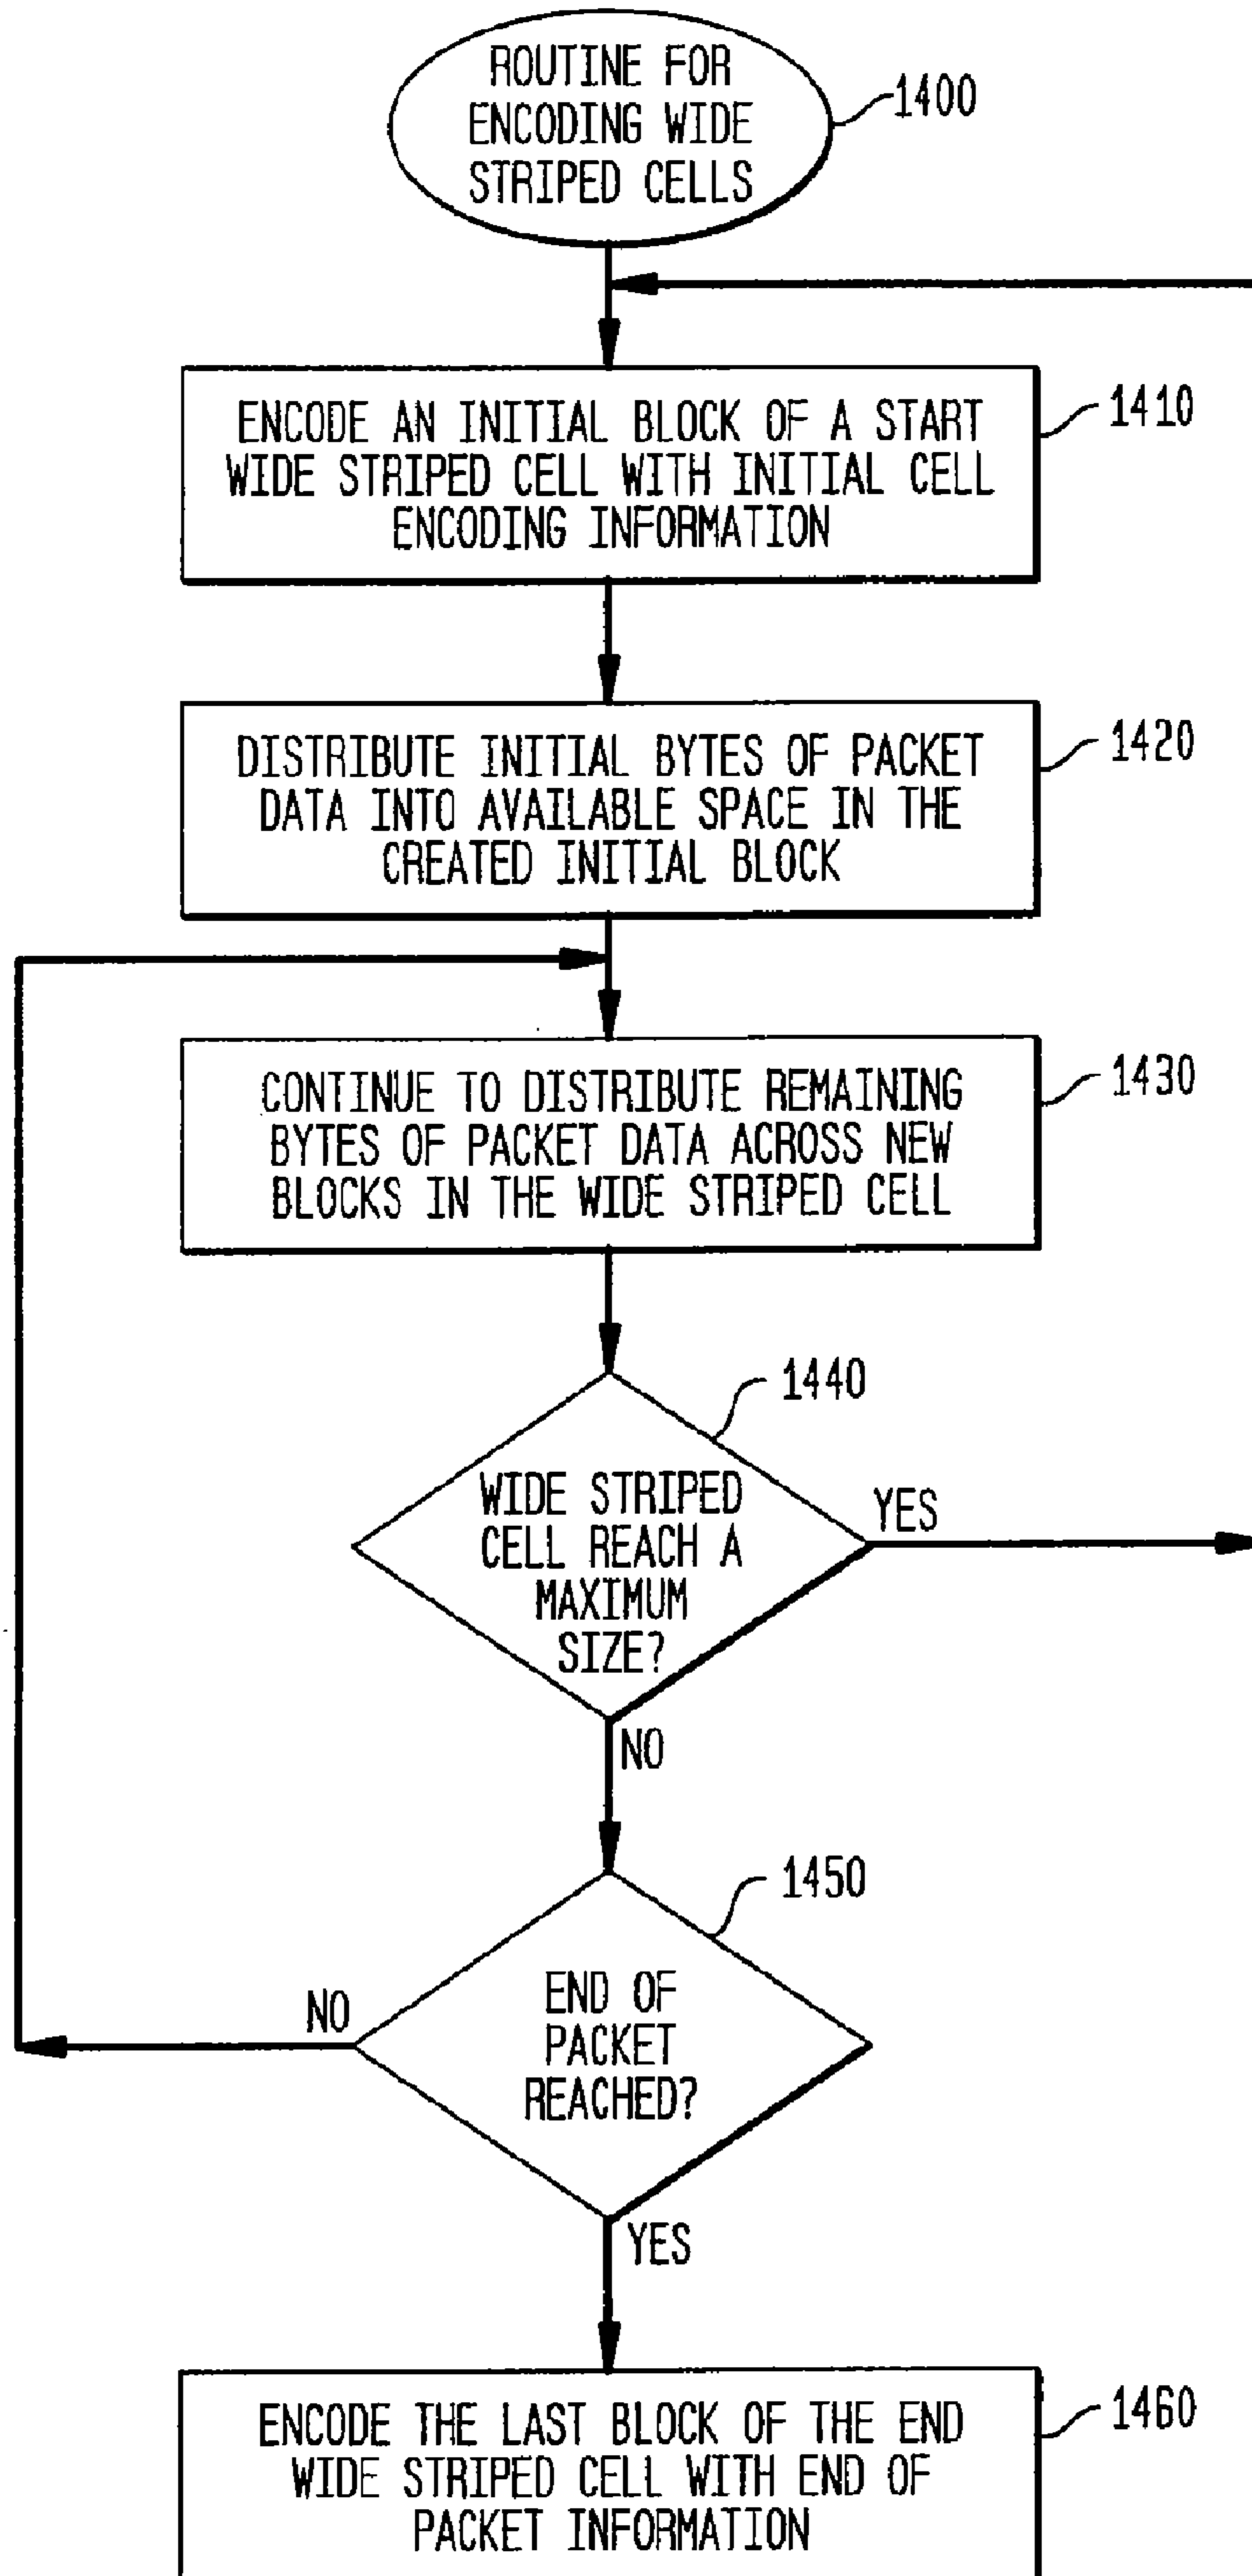 ROUTINE FOR
ENCODING WIDE
STRIPED CELLS
1400
ENCODE AN INITIAL BLOCK OF A START
WIDE STRIPED CELL WITH INITIAL CELL
ENCODING INFORMATION
1410
DISTRIBUTE INITIAL BYTES OF PACKET
DATA INTO AVAILABLE SPACE IN THE
CREATED INITIAL BLOCK
1420
CONTINUE TO DISTRIBUTE REMAINING
BYTES OF PACKET DATA ACROSS NEW
BLOCKS IN THE WIDE STRIPED CELL
1430
WIDE STRIPED
CELL REACH A
MAXIMUM
SIZE?
1440
YES
NO
END OF
PACKET
REACHED?
1450
NO
YES
ENCODE THE LAST BLOCK OF THE END
WIDE STRIPED CELL WITH END OF
PACKET INFORMATION
1460